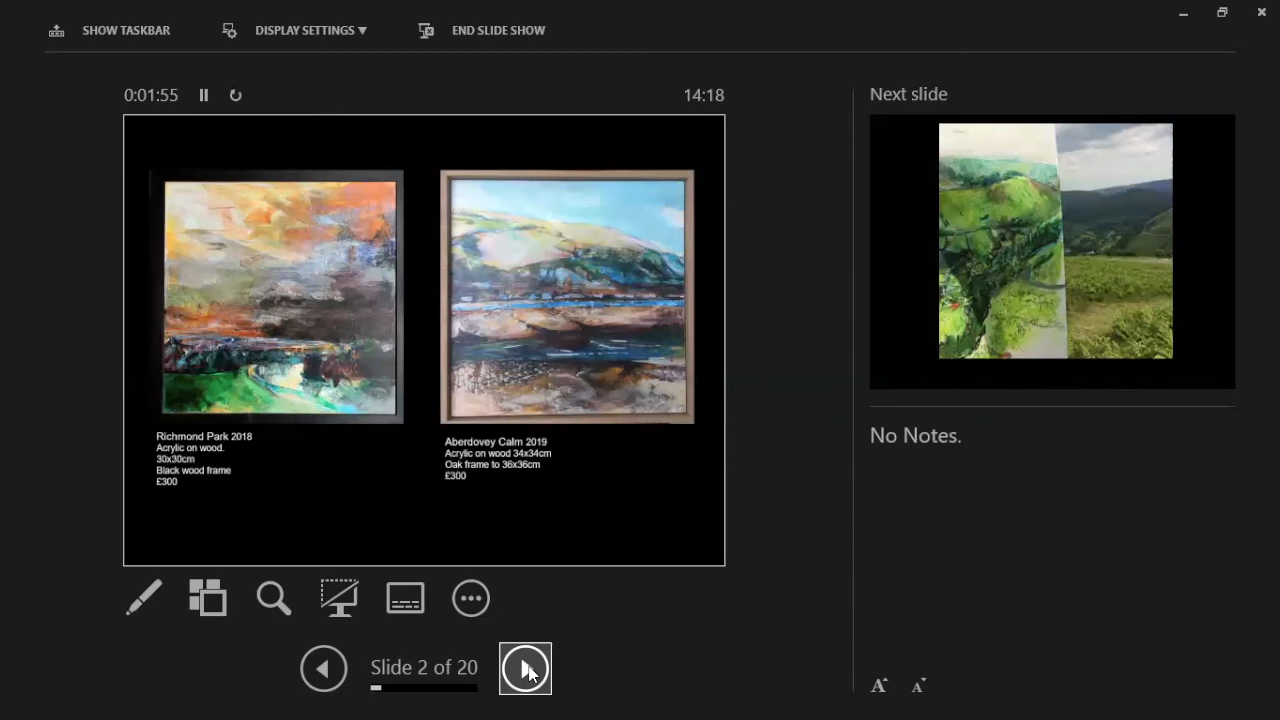 SHOW TASKBAR
DISPLAY SETTINGS
END SLIDE SHOW
0:01:55
14:18
Next slide
Richmond Park 2018
Acrylic on wood.
30x30cm
Black wood frame
£300
Aberdovey Calm 2019
Acrylic on wood 34x34cm
Oak frame to 36x36cm
£300
No Notes.
Slide 2 of 20
A A